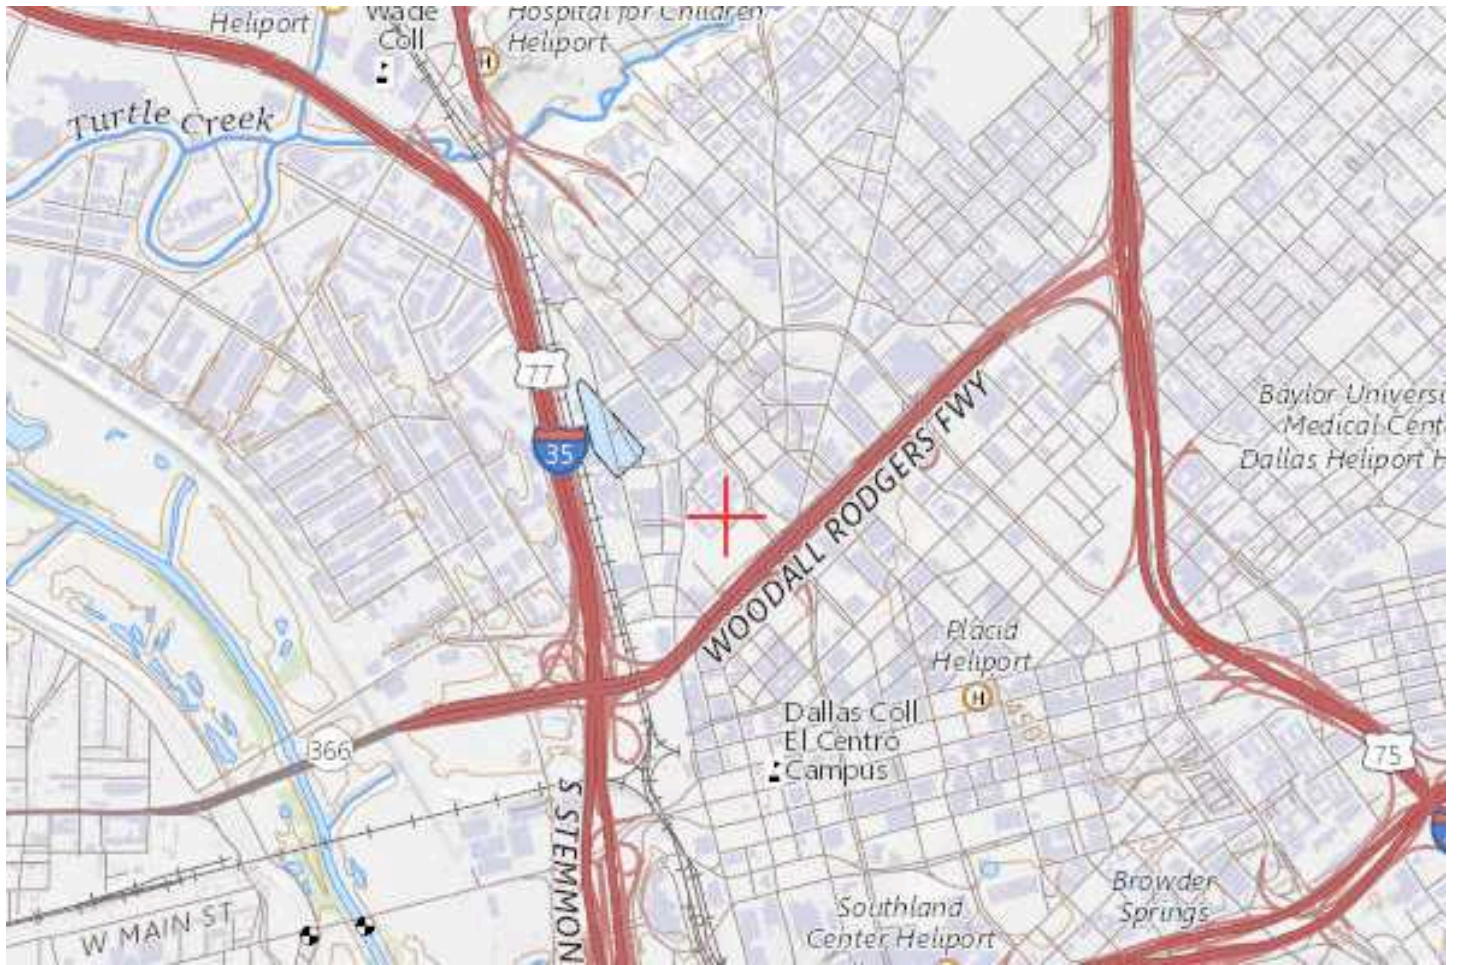 Heliport
Wade
Coll
Hospital for Children
Heliport
H
Turtle Creek
77
35
WOODALL RODGERS FWY
Baylor Universi
Medical Cent
Dallas Heliport H
Placid
Heliport
H
Dallas Coll
El Centro
Campus
366
75
S STEMMON
W MAIN ST
Browder
Springs
Southland
Center Heliport